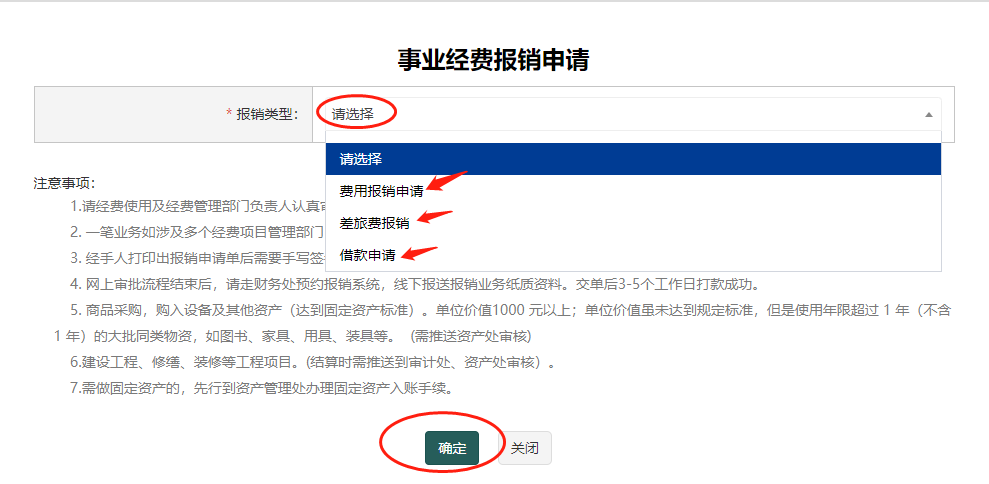 事业经费报销申请
* 报销类型：
请选择
请选择
费用报销申请
差旅费报销
借款申请
注意事项：
1.请经费使用及经费管理部门负责人认真
2. 一笔业务如涉及多个经费项目管理部门
3. 经手人打印出报销申请单后需要手写签
4. 网上审批流程结束后，请走财务处预约报销系统，线下报送报销业务纸质资料。交单后3-5个工作日打款成功。
5. 商品采购，购入设备及其他资产（达到固定资产标准）。单位价值1000 元以上；单位价值虽未达到规定标准，但是使用年限超过 1 年（不含
1 年）的大批同类物资，如图书、家具、用具、装具等。 （需推送资产处审核)
6.建设工程、修缮、装修等工程项目。(结算时需推送到审计处、资产处审核）。
7.需做固定资产的，先行到资产管理处办理固定资产入账手续。
确定
关闭